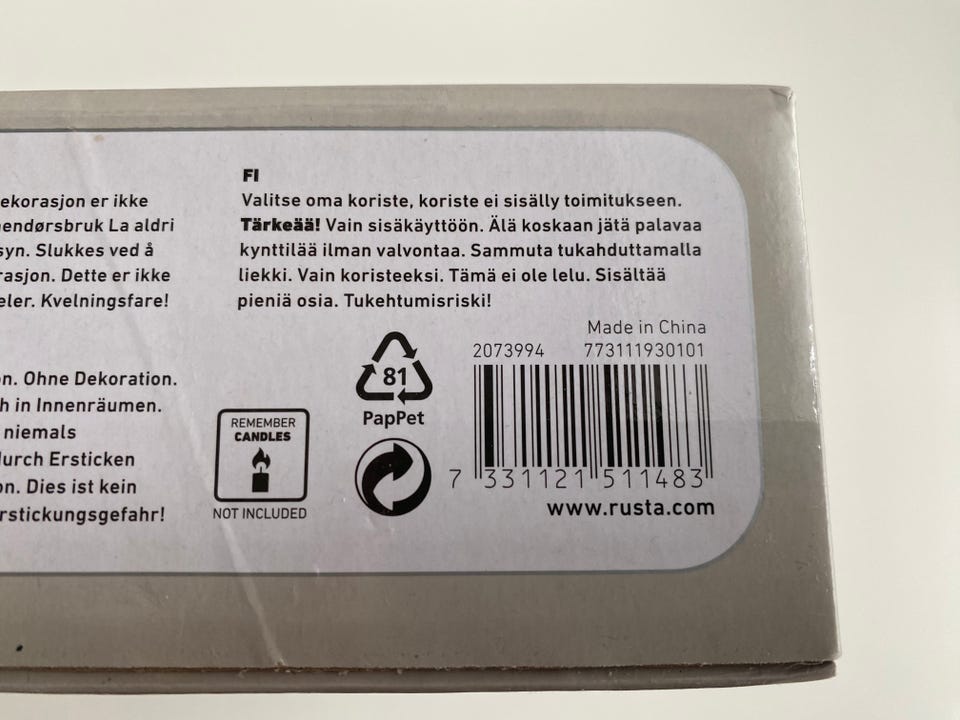 ekorasjon er ikke
endørsbruk La aldri
syn. Slukkes ved å
rasjon. Dette er ikke
eler. Kvelningsfare!
n. Ohne Dekoration.
h in Innenräumen.
niemals
durch Ersticken
on. Dies ist kein
rstickungsgefahr!
FI
Valitse oma koriste, koriste ei sisälly toimitukseen.
Tärkeää! Vain sisäkäyttöön. Älä koskaan jätä palavaa
kynttilää ilman valvontaa. Sammuta tukahduttamalla
liekki. Vain koristeeksi. Tämä ei ole lelu. Sisältää
pieniä osia. Tukehtumisriski!
REMEMBER
CANDLES
NOT INCLUDED
81
PapPet
Made in China
2073994 773111930101
7 331121 511483
www.rusta.com